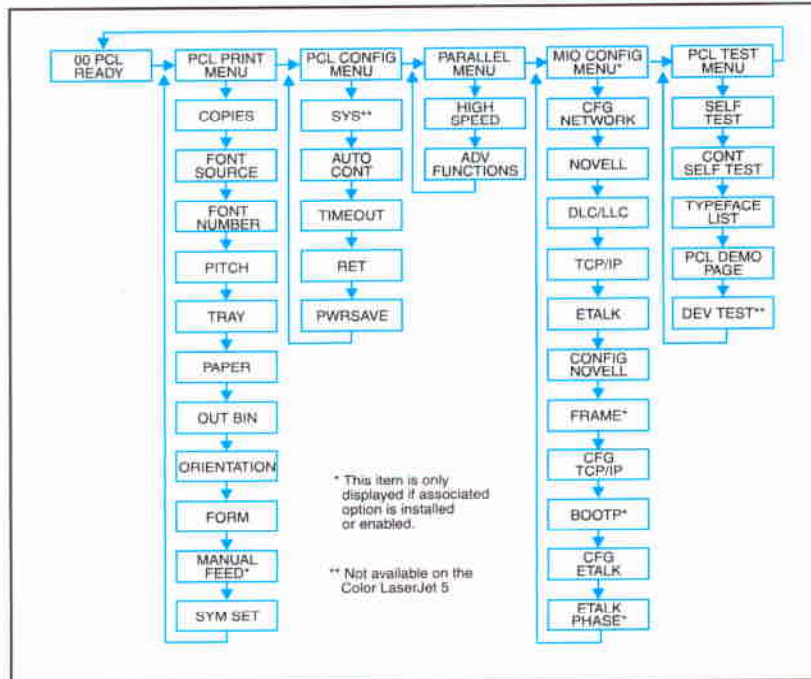 00 PCL
READY
PCL PRINT
MENU
PCL CONFIG
MENU
PARALLEL
MENU
MIO CONFIG
MENU*
PCL TEST
MENU
COPIES
FONT
SOURCE
FONT
NUMBER
PITCH
TRAY
PAPER
OUT BIN
ORIENTATION
FORM
MANUAL
FEED*
SYM SET
SYS**
AUTO
CONT
TIMEOUT
RET
PWRSAVE
HIGH
SPEED
ADV
FUNCTIONS
CFG
NETWORK
NOVELL
DLC/LLC
TCP/IP
ETALK
CONFIG
NOVELL
FRAME*
CFG
TCP/IP
BOOTP*
CFG
ETALK
ETALK
PHASE*
SELF
TEST
CONT
SELF TEST
TYPEFACE
LIST
PCL DEMO
PAGE
DEV TEST**
* This item is only
displayed if associated
option is installed
or enabled.
** Not available on the
Color LaserJet 5